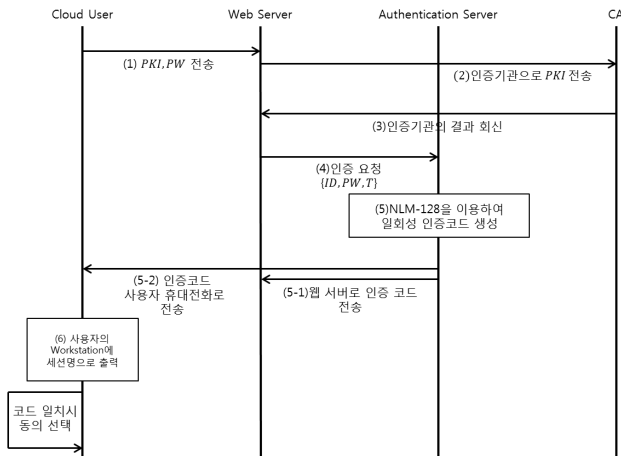 Cloud User
Web Server
Authentication Server
CA
(1) PKI, PW 전송
(2)인증기관으로 PKI 전송
(3)인증기관의 결과 회신
(4)인증 요청
{ID, PW, T}
(5)NLM-128을 이용하여
일회성 인증코드 생성
(5-2) 인증코드
사용자 휴대전화로
전송
(5-1)웹 서버로 인증 코드
전송
(6) 사용자의
Workstation에
세션명으로 출력
코드 일치시
동의 선택